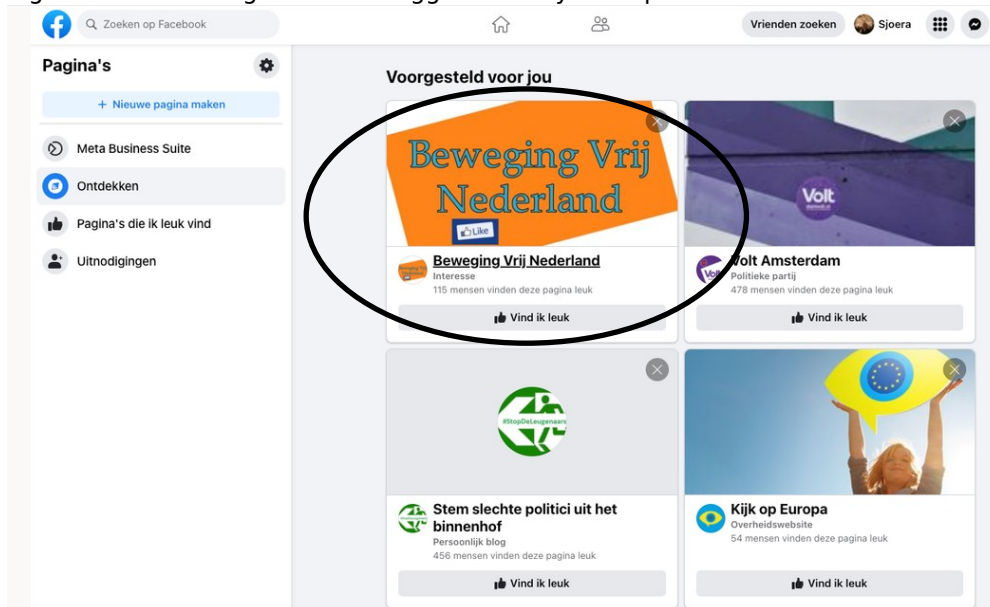 Zoeken op Facebook
Vrienden zoeken
Sjoera
Pagina's
+ Nieuwe pagina maken
Meta Business Suite
Ontdekken
Pagina's die ik leuk vind
Uitnodigingen
Voorgesteld voor jou
Beweging Vrij
Nederland
Like
Beweging Vrij Nederland
Interesse
115 mensen vinden deze pagina leuk
Vind ik leuk
Volt
Volt Amsterdam
Politieke partij
478 mensen vinden deze pagina leuk
Vind ik leuk
#StopDeLeugenaars
Stem slechte politici uit het
binnenhof
Persoonlijk blog
456 mensen vinden deze pagina leuk
Vind ik leuk
Kijk op Europa
Overheidswebsite
54 mensen vinden deze pagina leuk
Vind ik leuk